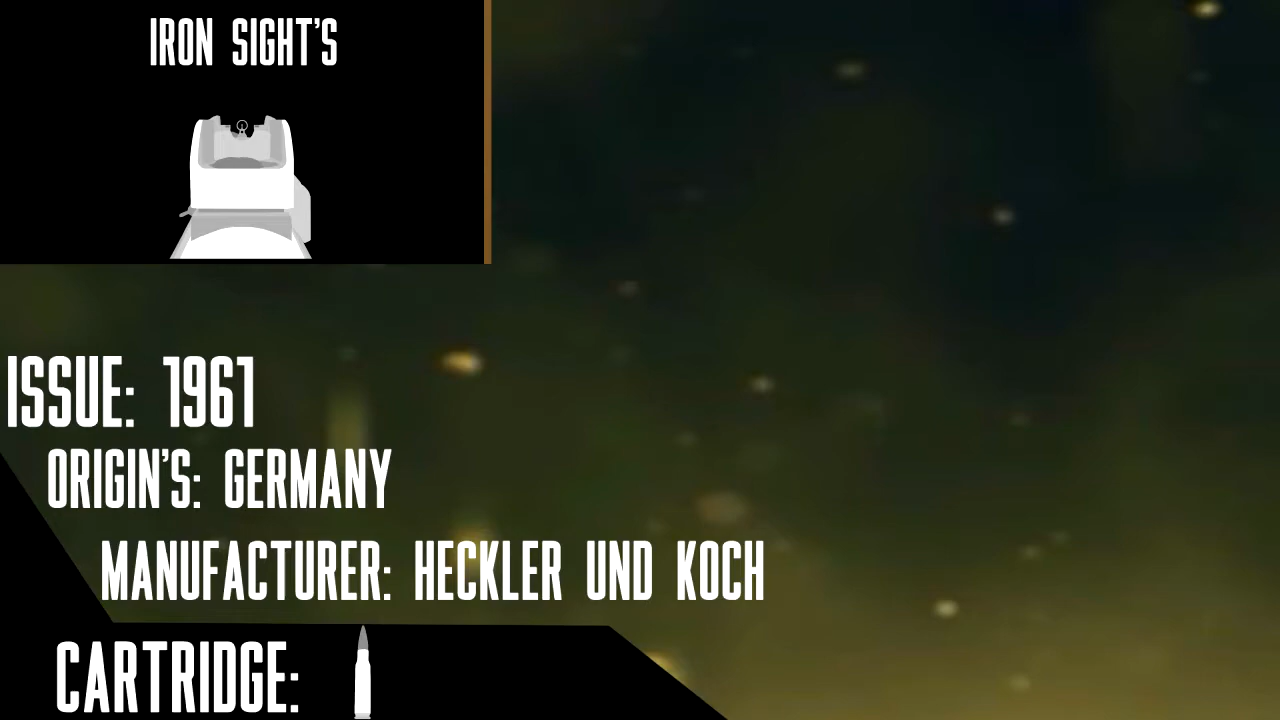 IRON SIGHT'S
ISSUE: 1961
ORIGIN'S: GERMANY
MANUFACTURER: HECKLER UND KOCH
CARTRIDGE: